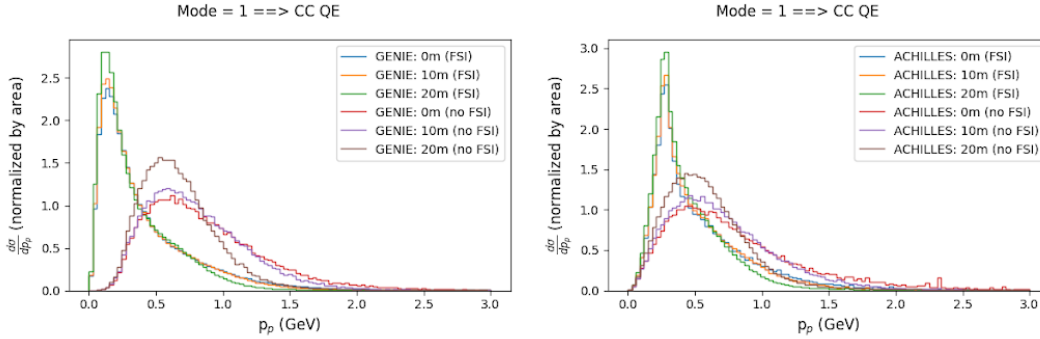 Mode = 1 ==> CC QE
2.5
2.0
1.5
1.0
0.5
0.0
dσ/dp_p (normalized by area)
GENIE: 0m (FSI)
GENIE: 10m (FSI)
GENIE: 20m (FSI)
GENIE: 0m (no FSI)
GENIE: 10m (no FSI)
GENIE: 20m (no FSI)
0.0 0.5 1.0 1.5 2.0 2.5 3.0
p_p (GeV)
Mode = 1 ==> CC QE
3.0
2.5
2.0
1.5
1.0
0.5
0.0
dσ/dp_p (normalized by area)
ACHILLES: 0m (FSI)
ACHILLES: 10m (FSI)
ACHILLES: 20m (FSI)
ACHILLES: 0m (no FSI)
ACHILLES: 10m (no FSI)
ACHILLES: 20m (no FSI)
0.0 0.5 1.0 1.5 2.0 2.5 3.0
p_p (GeV)